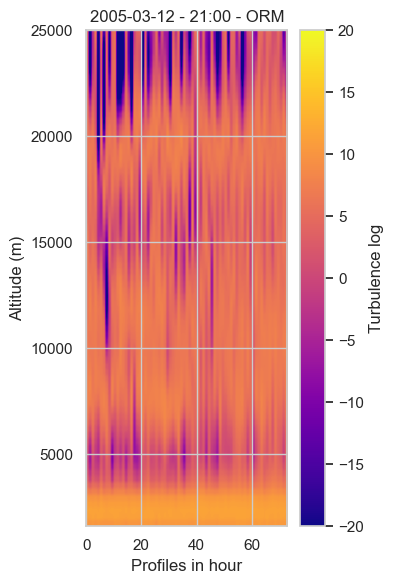 2005-03-12 - 21:00 - ORM
25000
20000
15000
10000
5000
Altitude (m)
0 20 40 60
Profiles in hour
20
15
10
5
0
−5
−10
−15
−20
Turbulence log